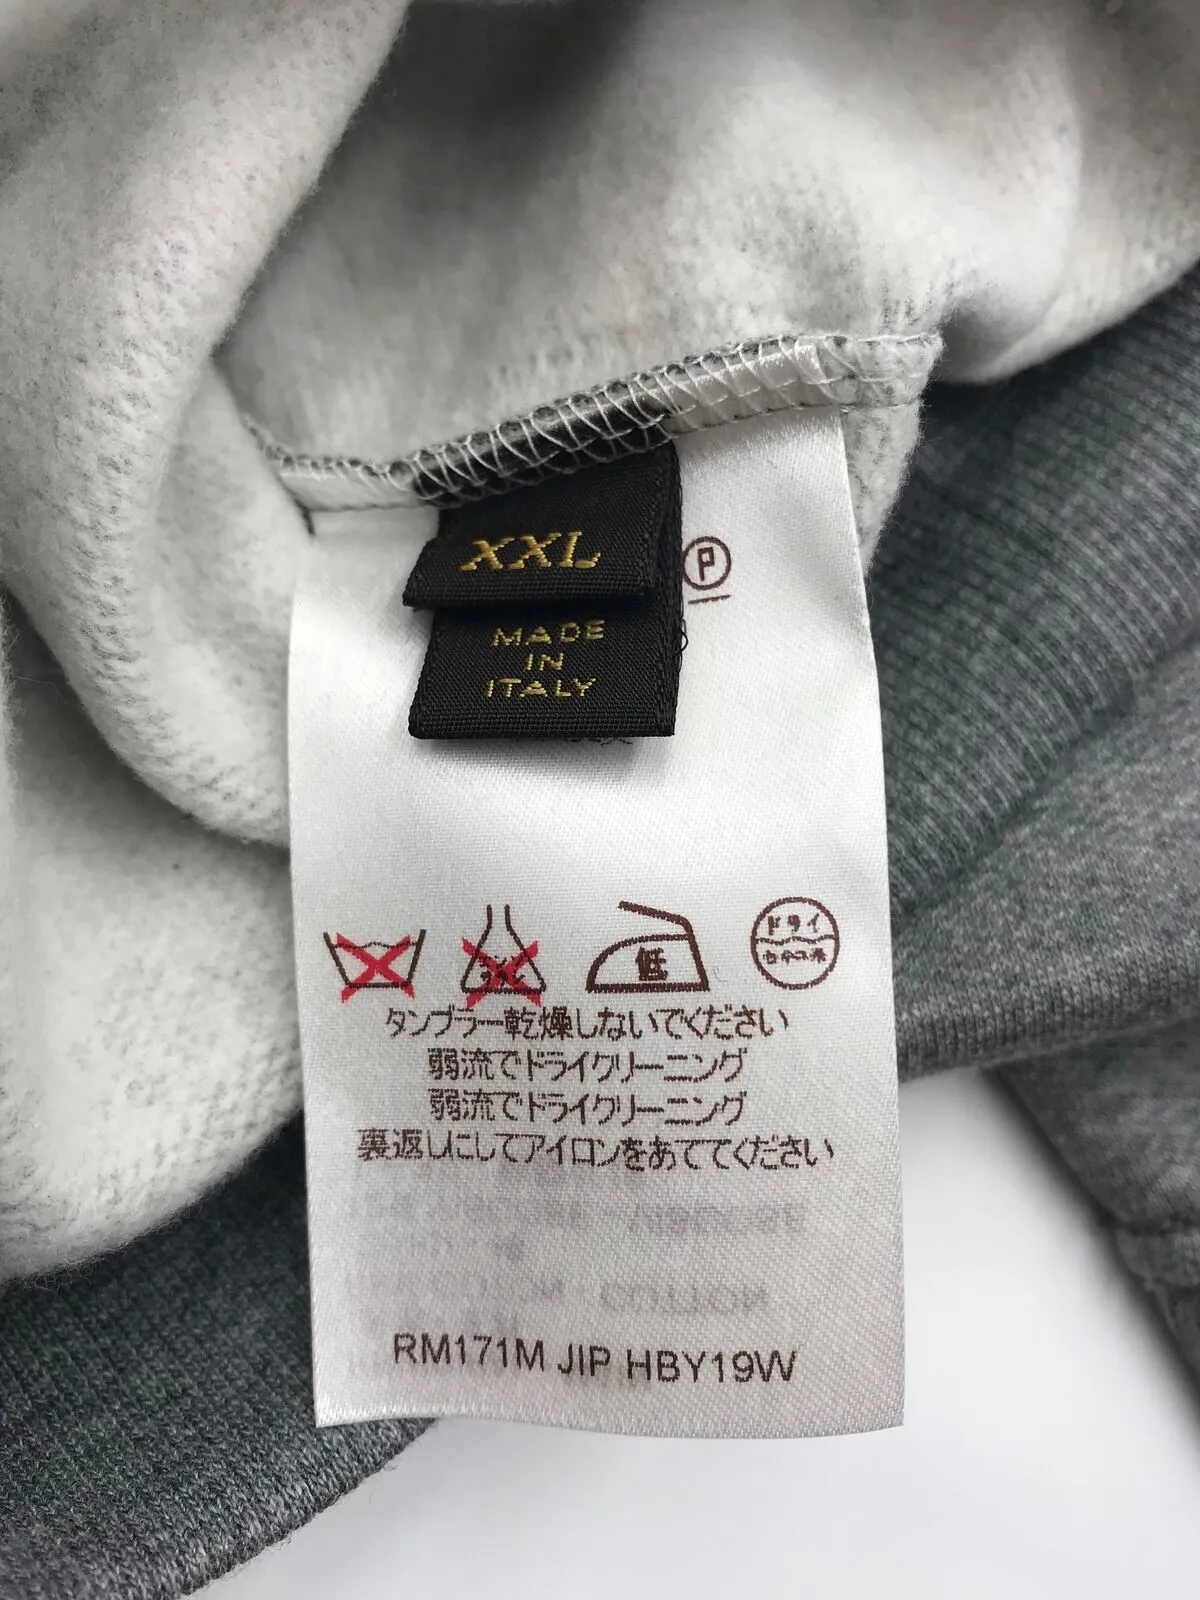 XXL
MADE
IN
ITALY
P
低
ドライ
タンブラー乾燥しないでください
弱流でドライクリーニング
弱流でドライクリーニング
裏返しにしてアイロンをあててください
RM171M JIP HBY19W